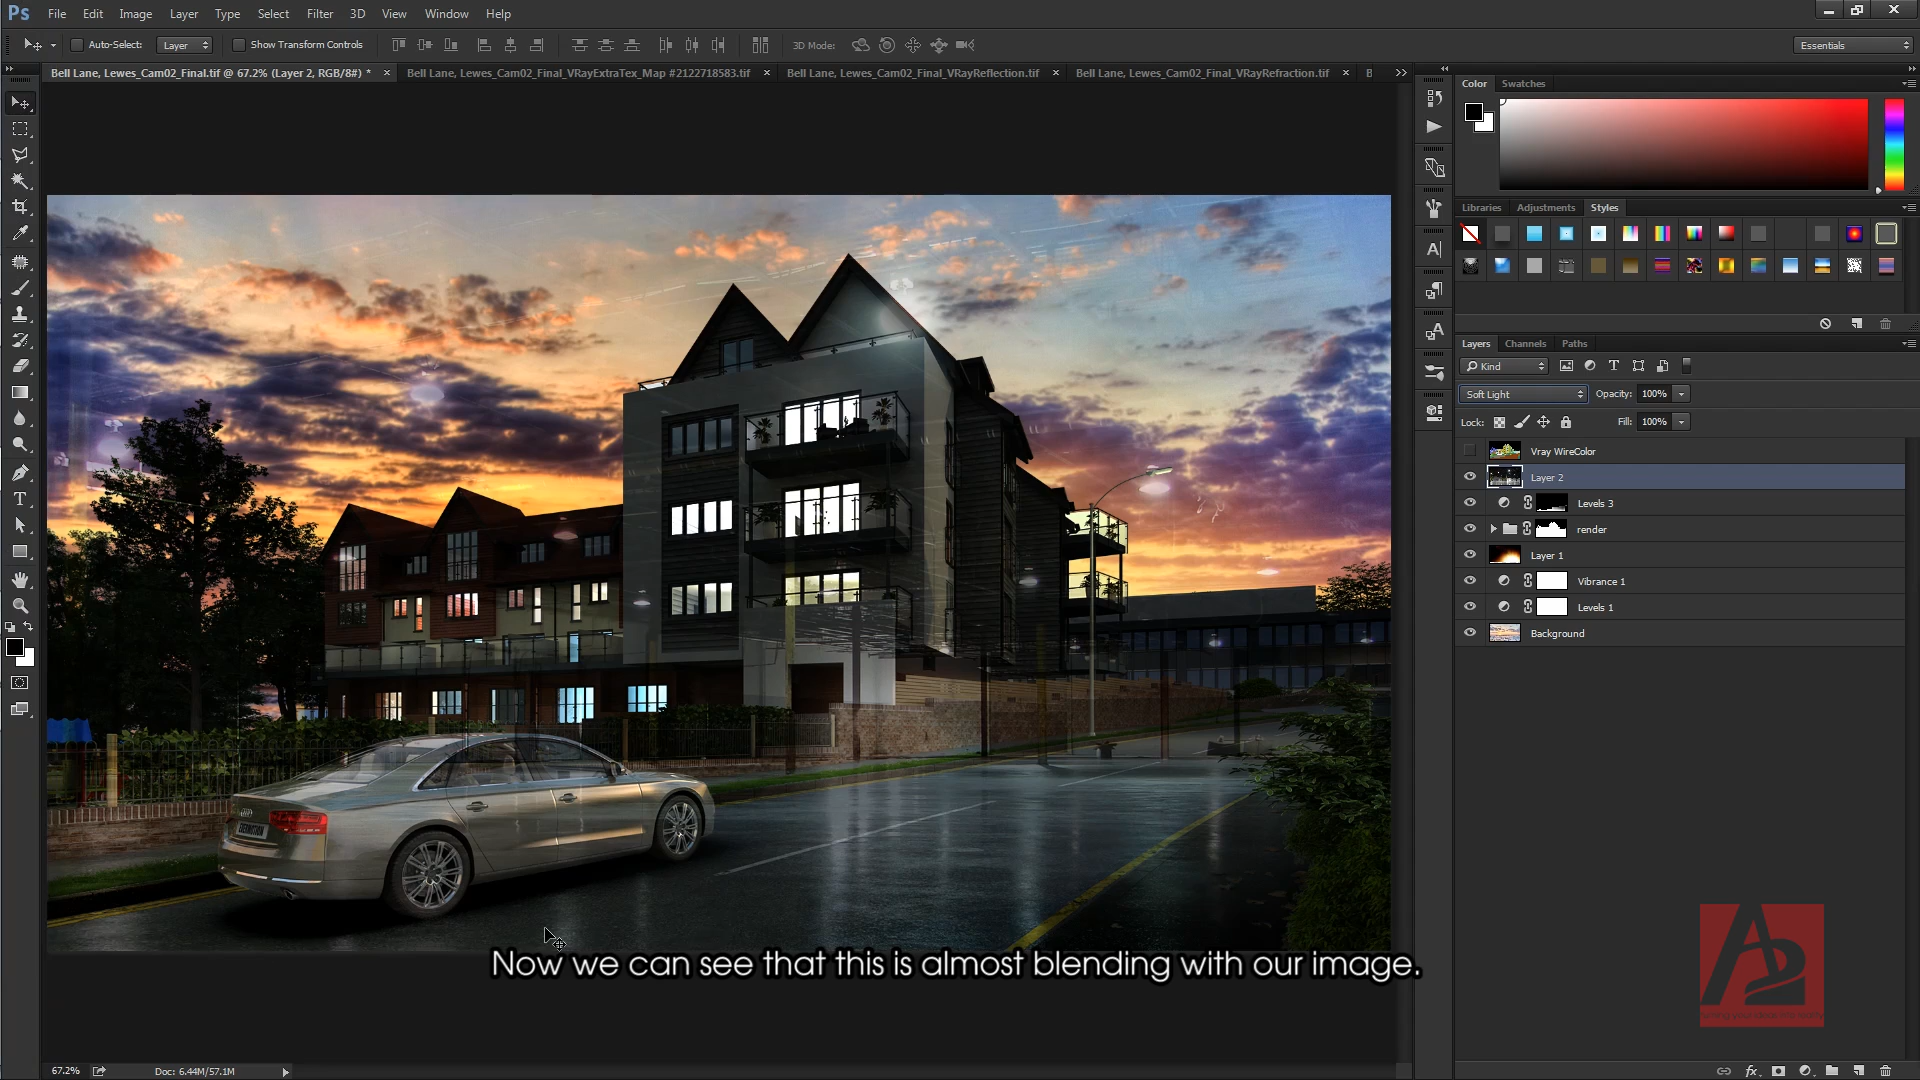 Ps File Edit Image Layer Type Select Filter 3D View Window Help
Auto-Select: Layer Show Transform Controls 3D Mode: Essentials
Bell Lane, Lewes_Cam02_Final.tif @ 67.2% (Layer 2, RGB/8#) * × Bell Lane, Lewes_Cam02_Final_VRayExtraTex_Map #2122718583.tif × Bell Lane, Lewes_Cam02_Final_VRayReflection.tif × Bell Lane, Lewes_Cam02_Final_VRayRefraction.tif ×
Color Swatches
Libraries Adjustments Styles
Layers Channels Paths
Kind
Soft Light Opacity: 100%
Lock: Fill: 100%
Vray WireColor
Layer 2
Levels 3
render
Layer 1
Vibrance 1
Levels 1
Background
Now we can see that this is almost blending with our image.
67.2% Doc: 6.44M/57.1M